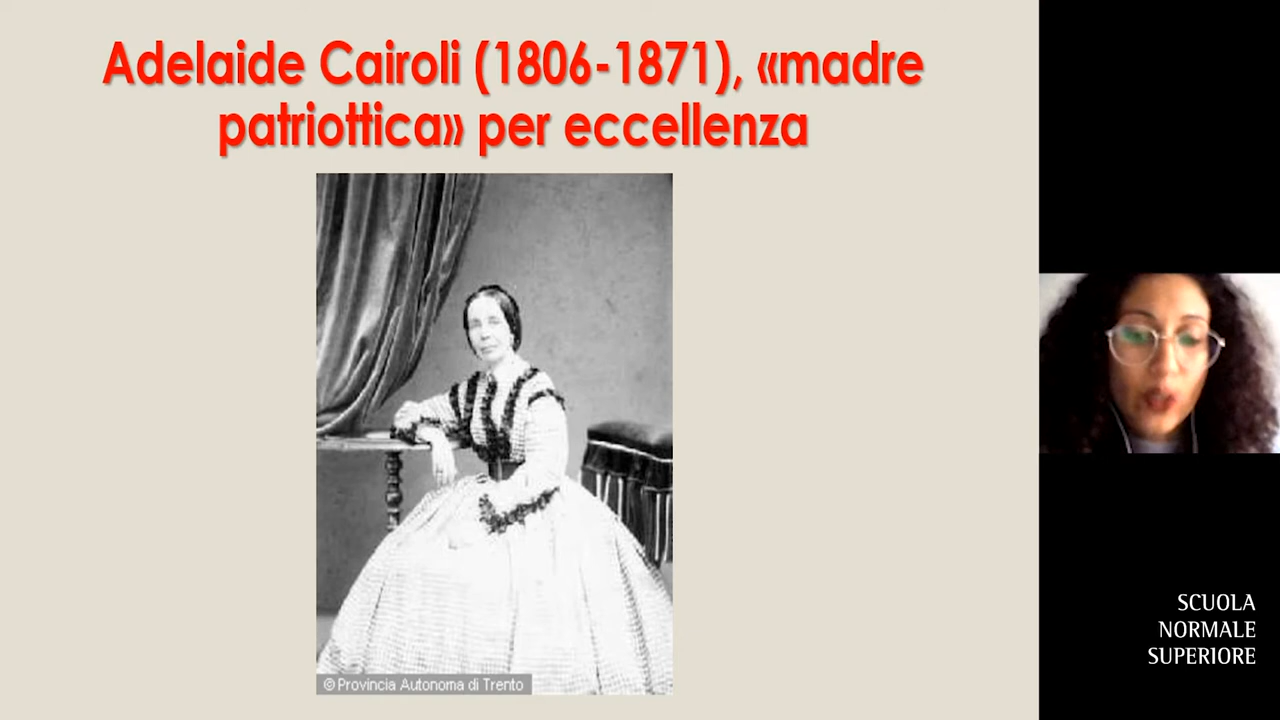 Adelaide Cairoli (1806-1871), «madre
patriottica» per eccellenza
© Provincia Autonoma di Trento
SCUOLA
NORMALE
SUPERIORE